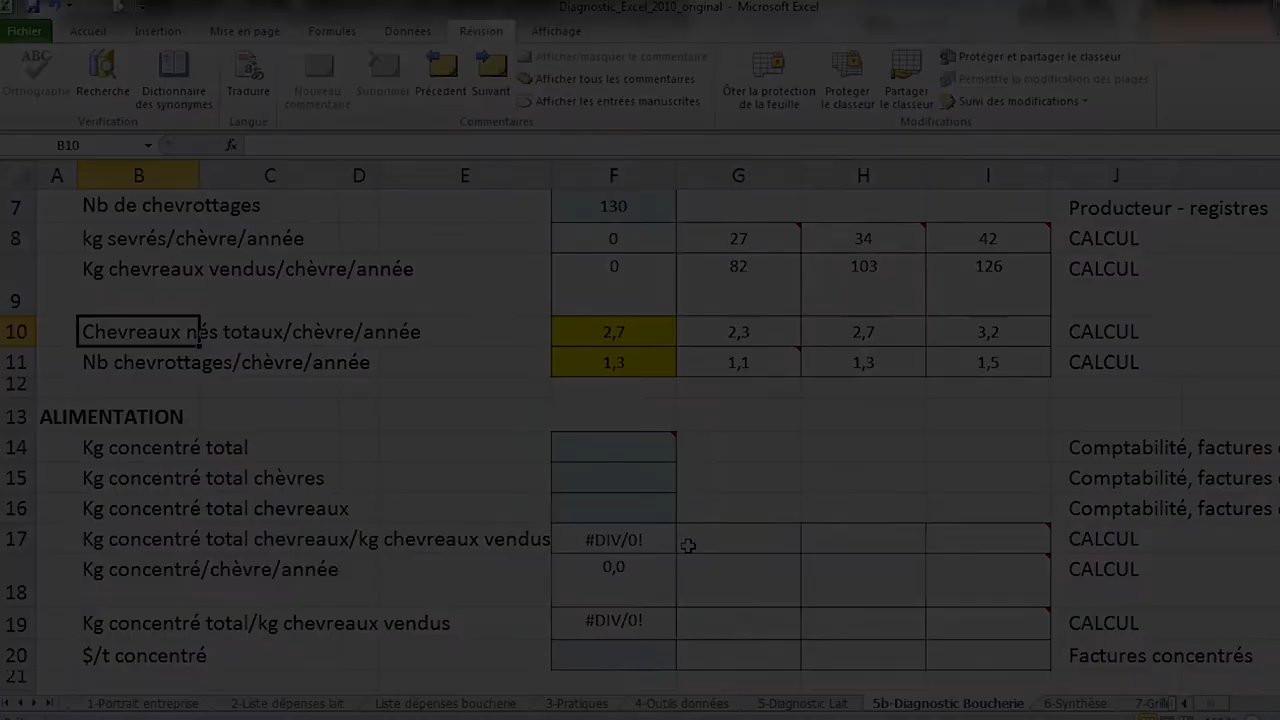 Diagnostic_Excel_2010_original - Microsoft Excel
Fichier Accueil Insertion Mise en page Formules Données Révision Affichage
ABC Orthographe Recherche Dictionnaire des synonymes Traduire Nouveau commentaire Supprimer Précédent Suivant
Afficher/masquer le commentaire
Afficher tous les commentaires
Afficher les entrées manuscrites
Ôter la protection de la feuille Protéger le classeur Partager le classeur
Protéger et partager le classeur
Permettre la modification des plages
Suivi des modifications
Vérification Langue Commentaires Modifications
B10 fx
A B C D E F G H I J
7 Nb de chevrottages 130 Producteur - registres
8 kg sevrés/chèvre/année 0 27 34 42 CALCUL
9 Kg chevreaux vendus/chèvre/année 0 82 103 126 CALCUL
10 Chevreaux nés totaux/chèvre/année 2,7 2,3 2,7 3,2 CALCUL
11 Nb chevrottages/chèvre/année 1,3 1,1 1,3 1,5 CALCUL
12
13 ALIMENTATION
14 Kg concentré total Comptabilité, factures
15 Kg concentré total chèvres Comptabilité, factures
16 Kg concentré total chevreaux Comptabilité, factures
17 Kg concentré total chevreaux/kg chevreaux vendus #DIV/0! CALCUL
18 Kg concentré/chèvre/année 0,0 CALCUL
19 Kg concentré total/kg chevreaux vendus #DIV/0! CALCUL
20 $/t concentré Factures concentrés
21
1-Portrait entreprise 2-Liste dépenses lait Liste dépenses boucherie 3-Pratiques 4-Outils données 5-Diagnostic Lait 5b-Diagnostic Boucherie 6-Synthèse